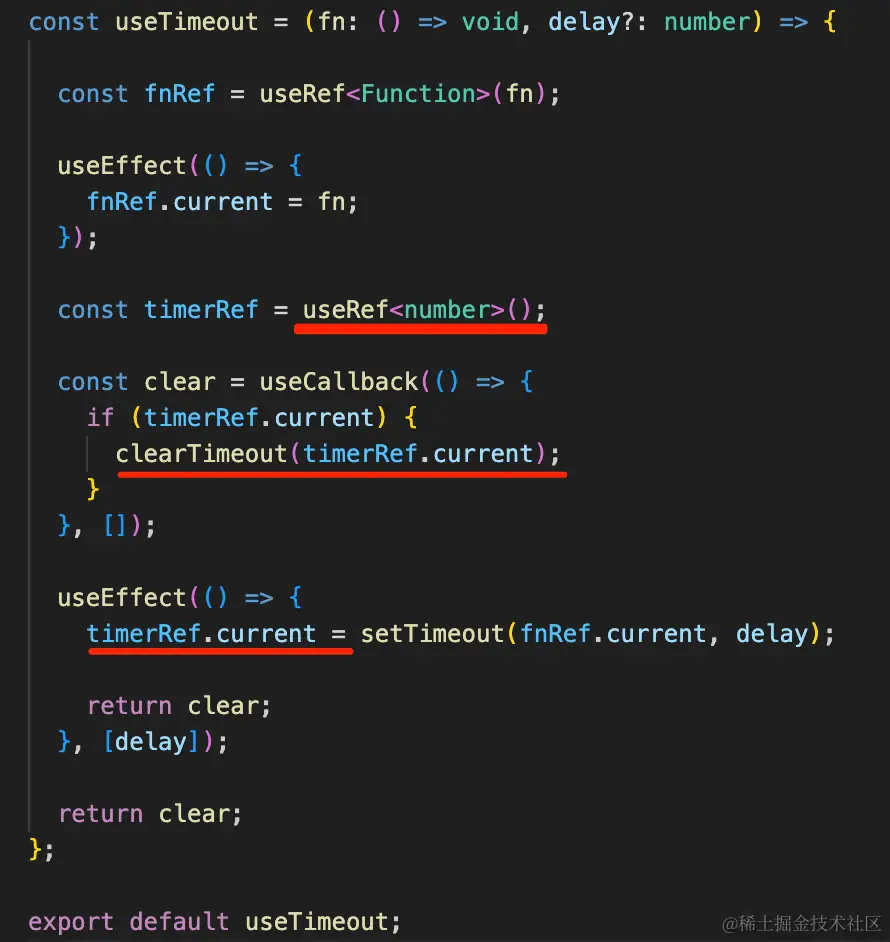 const useTimeout = (fn: () => void, delay?: number) => {
const fnRef = useRef<Function>(fn);
useEffect(() => {
fnRef.current = fn;
});
const timerRef = useRef<number>();
const clear = useCallback(() => {
if (timerRef.current) {
clearTimeout(timerRef.current);
}
}, []);
useEffect(() => {
timerRef.current = setTimeout(fnRef.current, delay);
return clear;
}, [delay]);
return clear;
};
export default useTimeout;
@稀土掘金技术社区